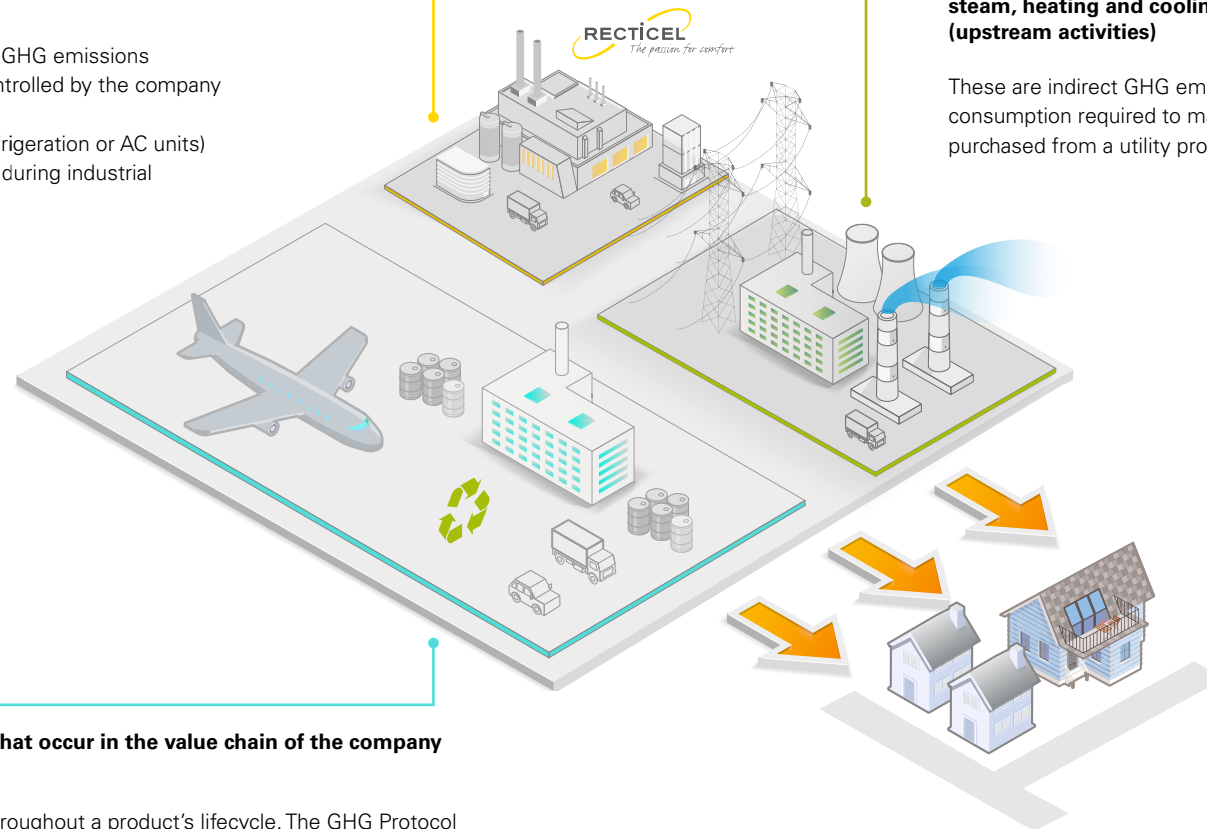 GHG emissions
ntrolled by the company
frigeration or AC units)
during industrial
RECTICEL
The passion for comfort
steam, heating and cooling
(upstream activities)
These are indirect GHG em
consumption required to ma
purchased from a utility pro
hat occur in the value chain of the company
roughout a product's lifecycle. The GHG Protocol